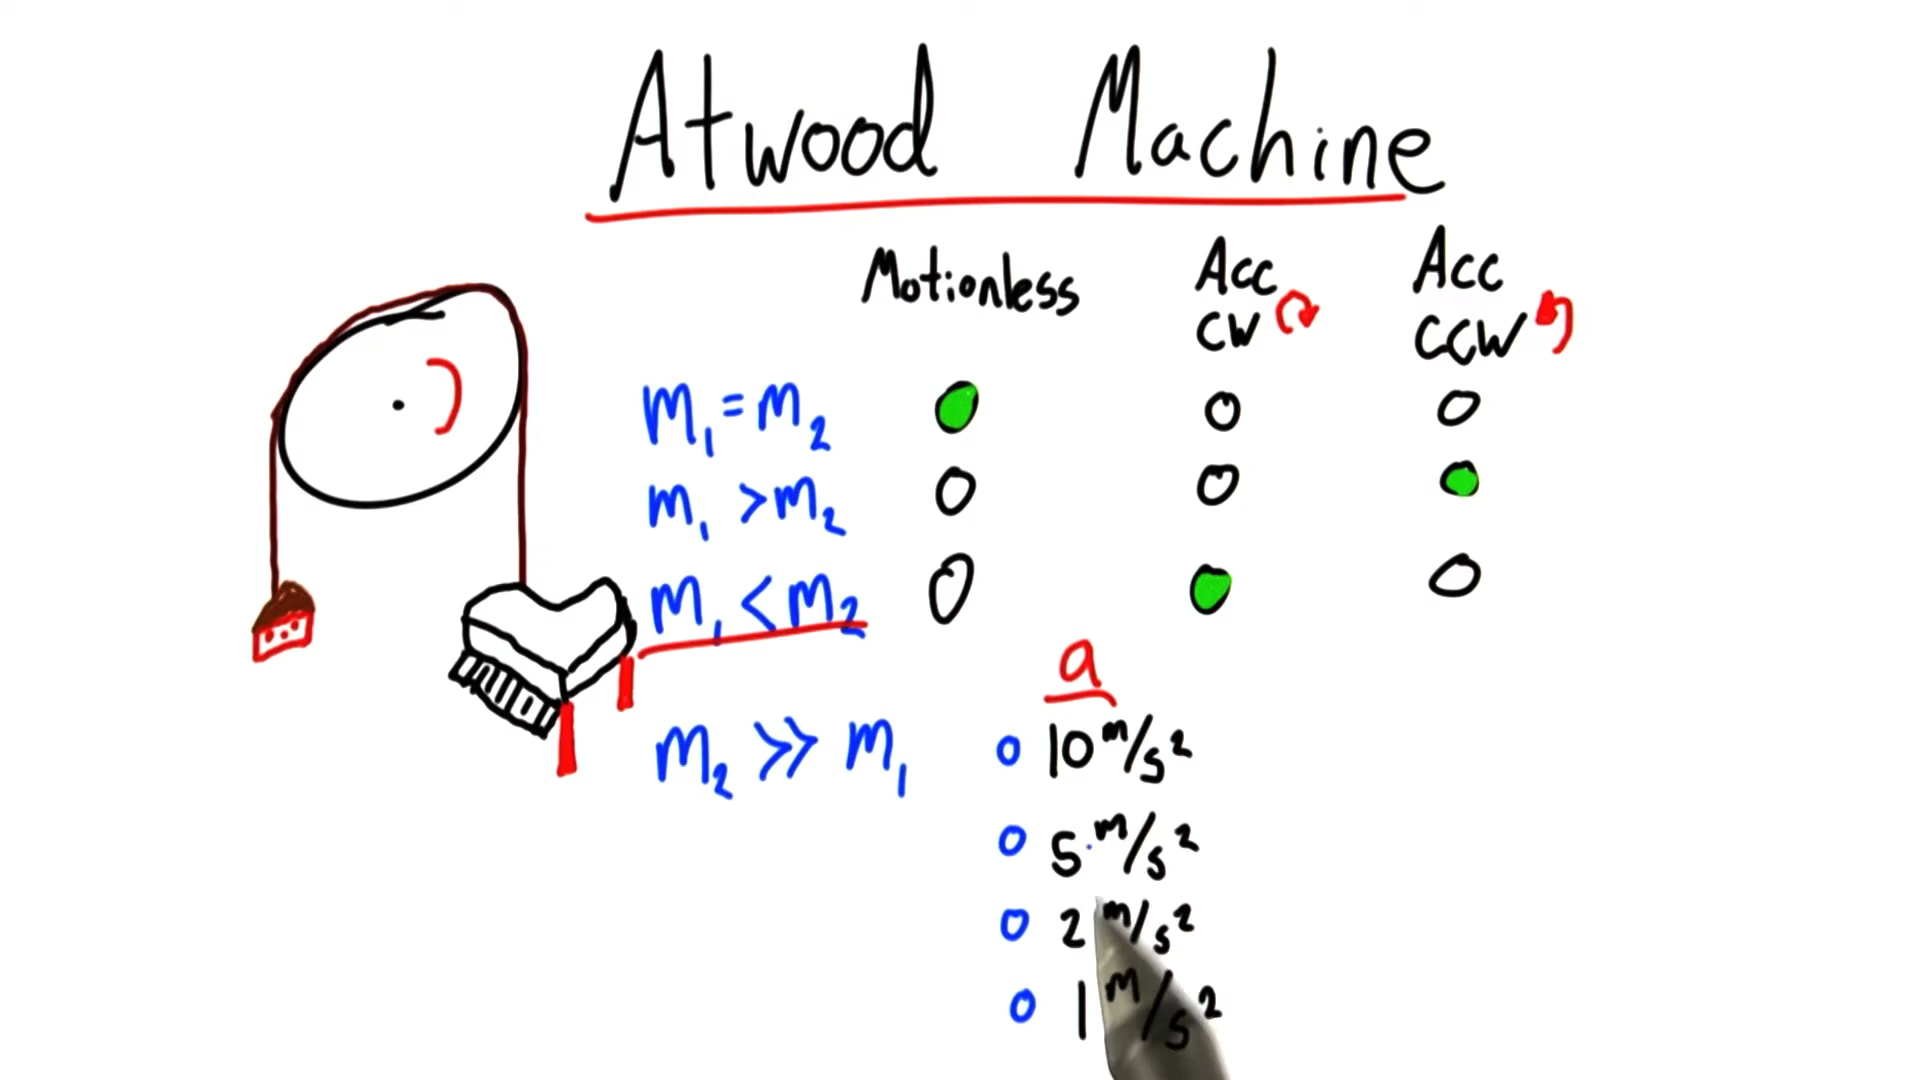 Atwood Machine
Motionless Acc CW Acc CCW
m₁ = m₂
m₁ > m₂
m₁ < m₂
a
m₂ >> m₁
10 m/s²
5 m/s²
2 m/s²
1 m/s²